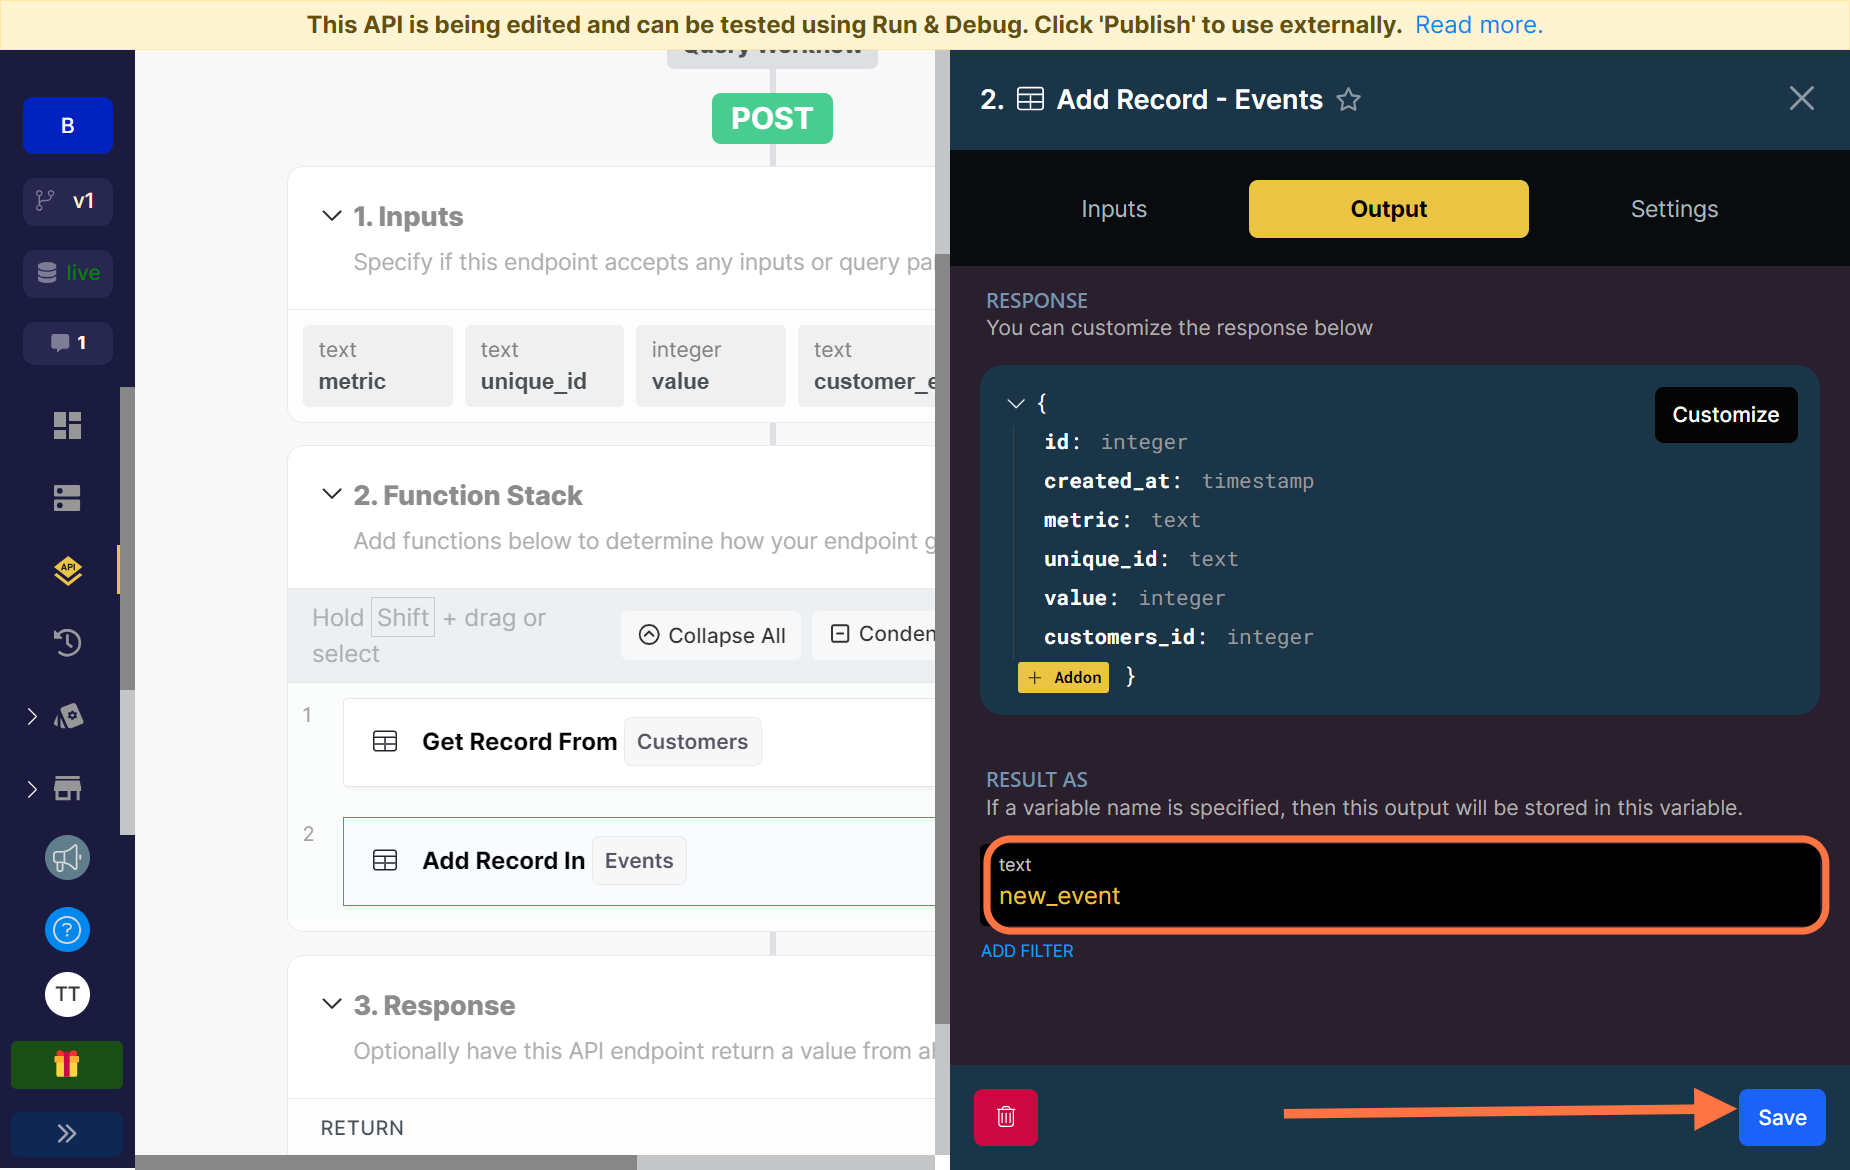 This API is being edited and can be tested using Run & Debug. Click 'Publish' to use externally. Read more.
B
v1
live
1
API
?
TT
Query Workflow
POST
1. Inputs
Specify if this endpoint accepts any inputs or query pa
text
metric
text
unique_id
integer
value
text
customer_e
2. Function Stack
Add functions below to determine how your endpoint g
Hold Shift + drag or
select
Collapse All
Conden
1
Get Record From Customers
2
Add Record In Events
3. Response
Optionally have this API endpoint return a value from a
RETURN
2. Add Record - Events
Inputs
Output
Settings
RESPONSE
You can customize the response below
{
Customize
id: integer
created_at: timestamp
metric: text
unique_id: text
value: integer
customers_id: integer
+ Addon }
RESULT AS
If a variable name is specified, then this output will be stored in this variable.
text
new_event
ADD FILTER
Save